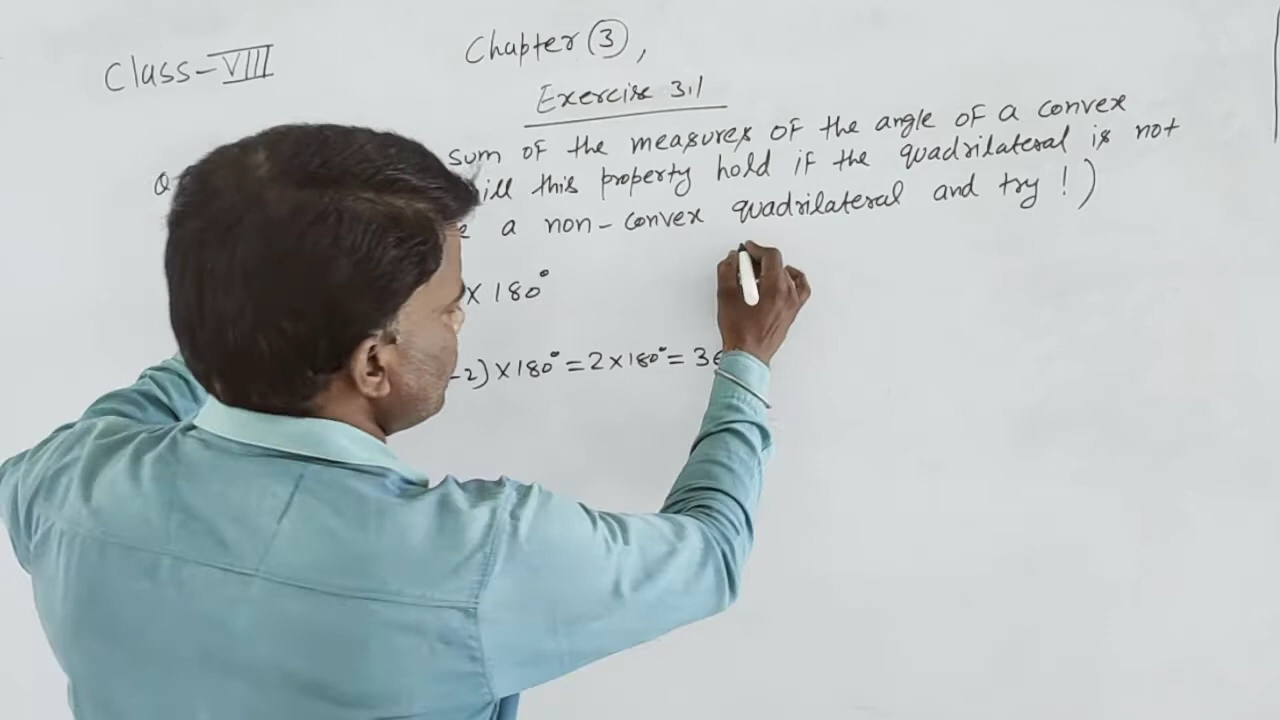 Class-VIII
Chapter ③,
Exercise 3.1
sum of the measures of the angle of a convex
ill this property hold if the quadrilateral is not
a non-convex quadrilateral and try!)
× 180°
-2) × 180° = 2 × 180° = 3